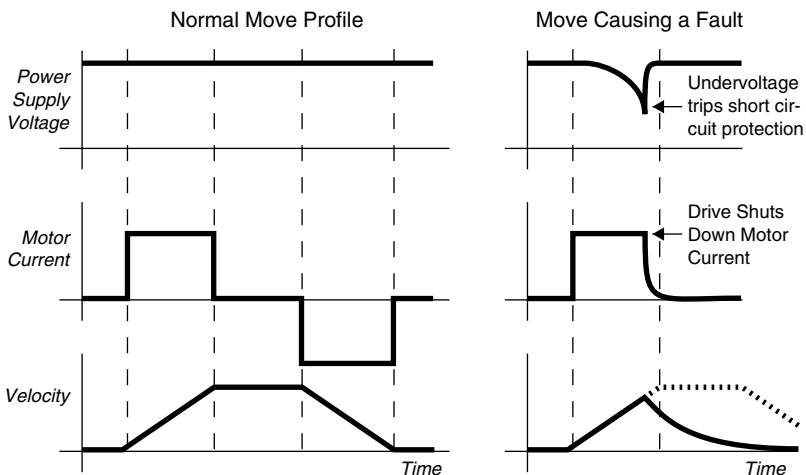 Normal Move Profile
Move Causing a Fault
Power
Supply
Voltage
Undervoltage
trips short cir-
cuit protection
Motor
Current
Drive Shuts
Down Motor
Current
Velocity
Time
Time